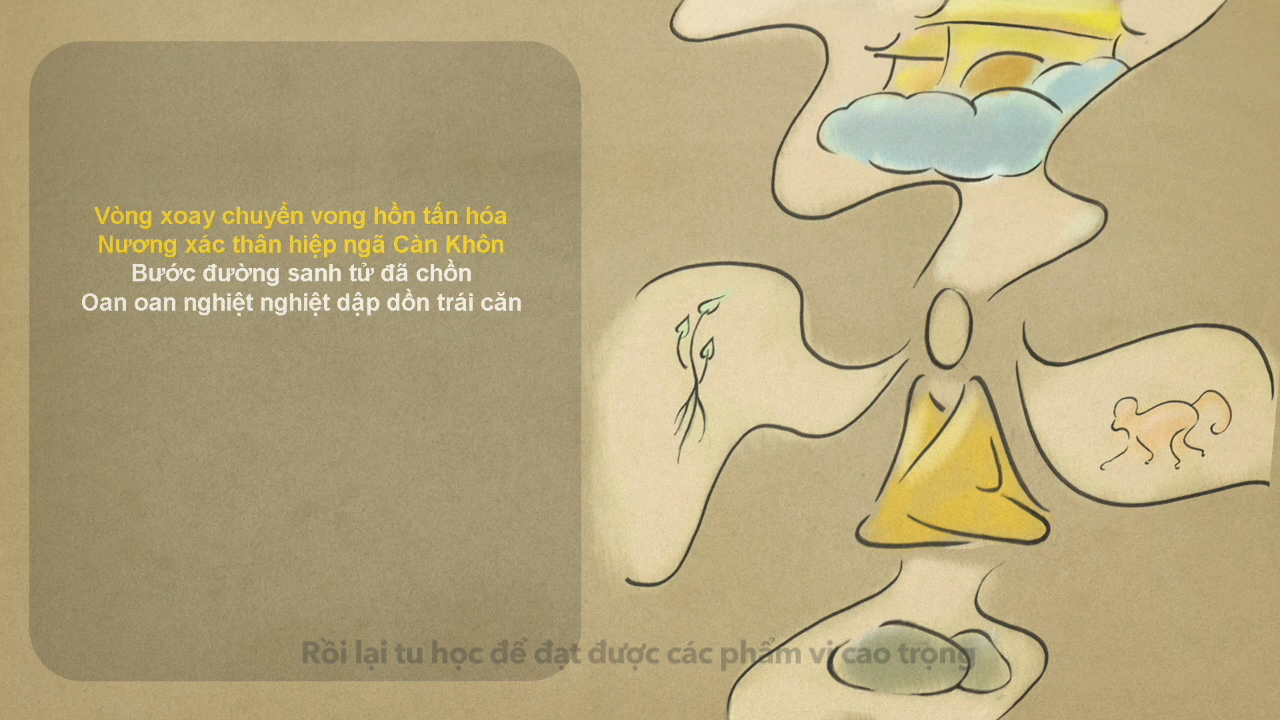 Vòng xoay chuyển vong hồn tấn hóa
Nương xác thân hiệp ngã Càn Khôn
Bước đường sanh tử đã chồn
Oan oan nghiệt nghiệt dập dồn trái căn
Rồi lại tu học để đạt được các phẩm vị cao trọng